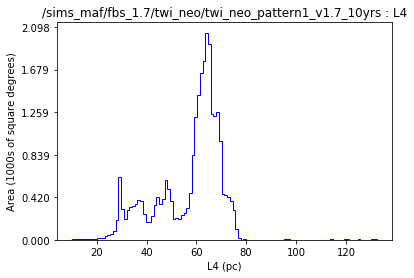 /sims_maf/fbs_1.7/twi_neo/twi_neo_pattern1_v1.7_10yrs : L4
2.098
1.679
1.259
0.839
0.420
0.000
Area (1000s of square degrees)
20 40 60 80 100 120
L4 (pc)